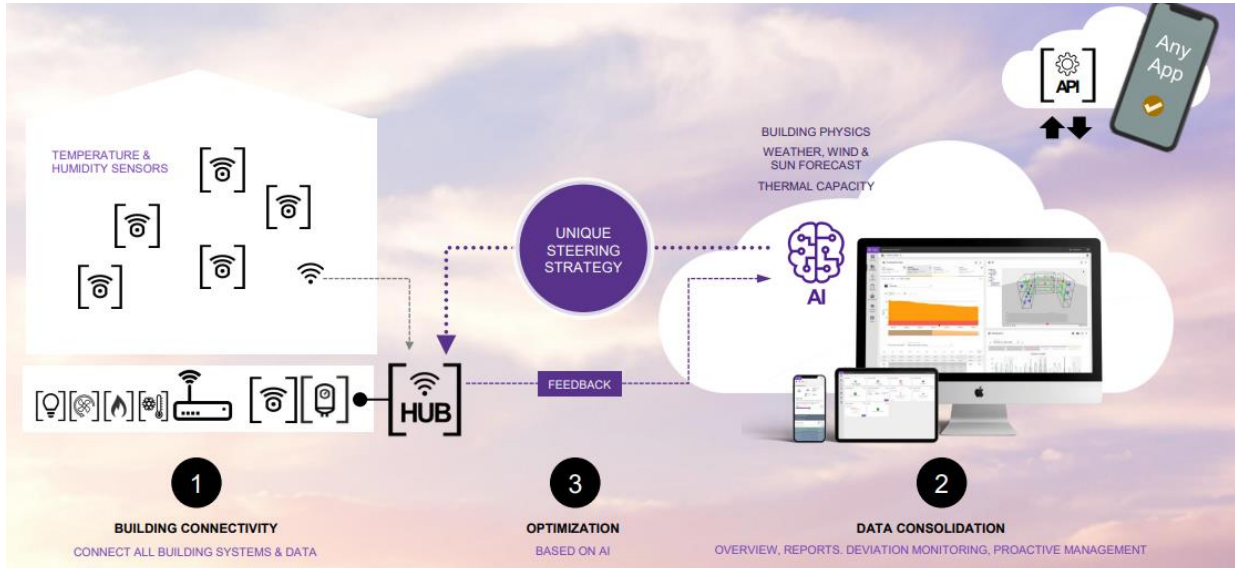 Any
App
API
TEMPERATURE &
HUMIDITY SENSORS
BUILDING PHYSICS
WEATHER, WIND &
SUN FORECAST
THERMAL CAPACITY
UNIQUE
STEERING
STRATEGY
AI
FEEDBACK
HUB
1
BUILDING CONNECTIVITY
CONNECT ALL BUILDING SYSTEMS & DATA
3
OPTIMIZATION
BASED ON AI
2
DATA CONSOLIDATION
OVERVIEW, REPORTS. DEVIATION MONITORING, PROACTIVE MANAGEMENT